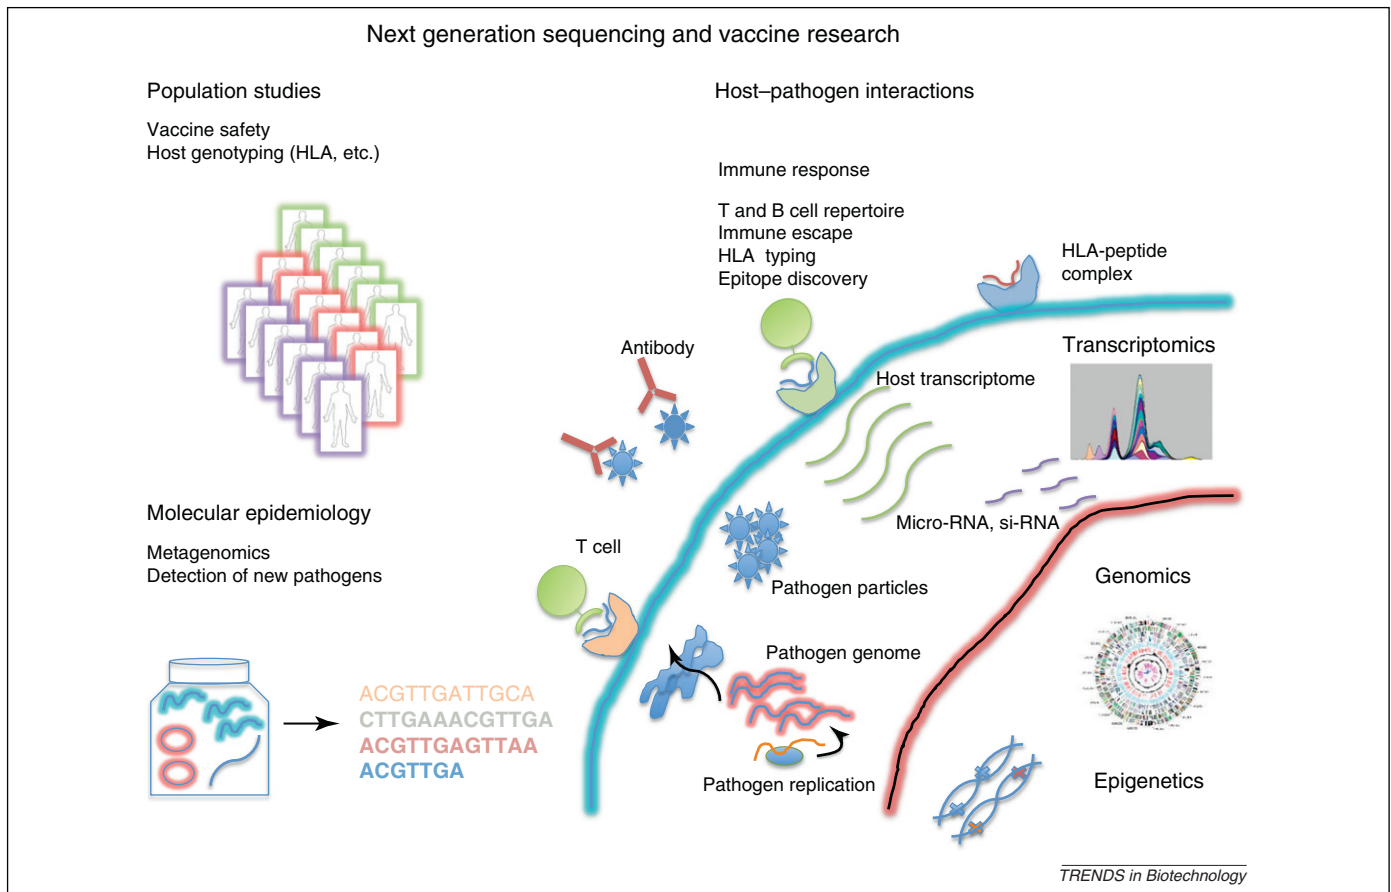 Next generation sequencing and vaccine research
Population studies
Vaccine safety
Host genotyping (HLA, etc.)
Molecular epidemiology
Metagenomics
Detection of new pathogens
ACGTTGATTGCA
CTTGAAACGTTGA
ACGTTGAGTTAA
ACGTTGA
Host–pathogen interactions
Immune response
T and B cell repertoire
Immune escape
HLA typing
Epitope discovery
HLA-peptide
complex
Antibody
Transcriptomics
Host transcriptome
Micro-RNA, si-RNA
T cell
Pathogen particles
Genomics
Pathogen genome
Pathogen replication
Epigenetics
TRENDS in Biotechnology